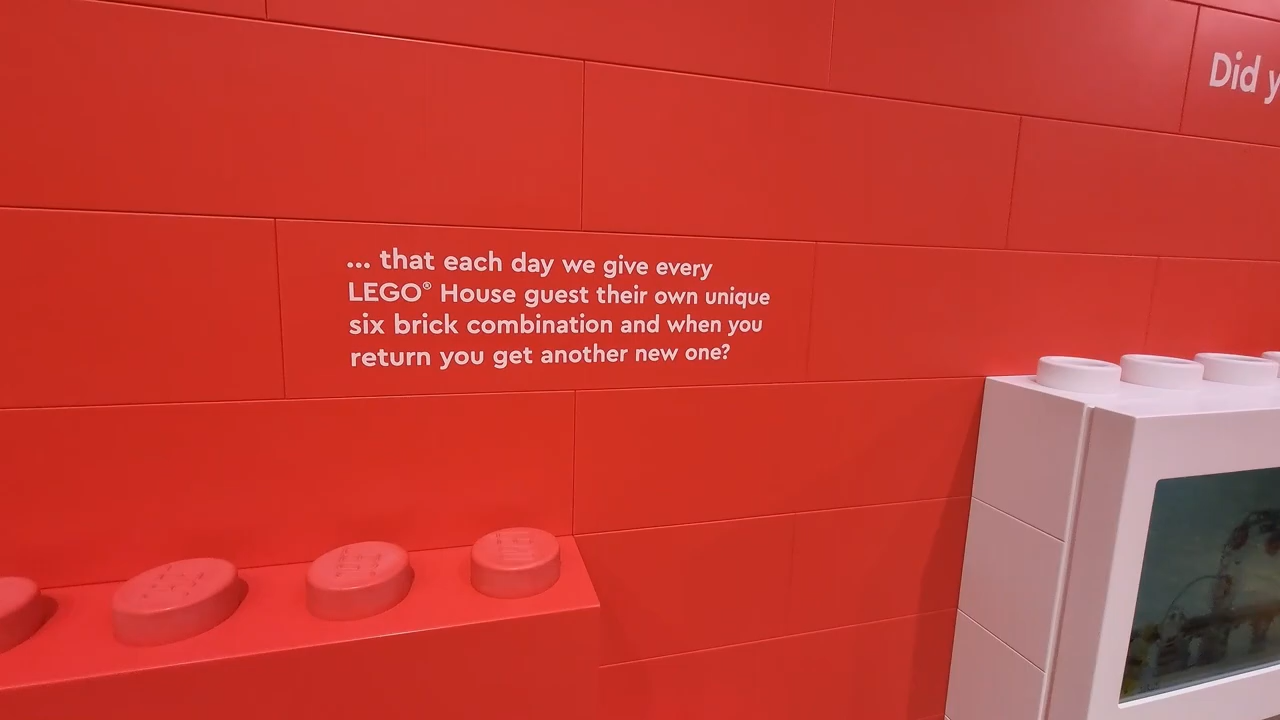 ... that each day we give every
LEGO® House guest their own unique
six brick combination and when you
return you get another new one?
Did